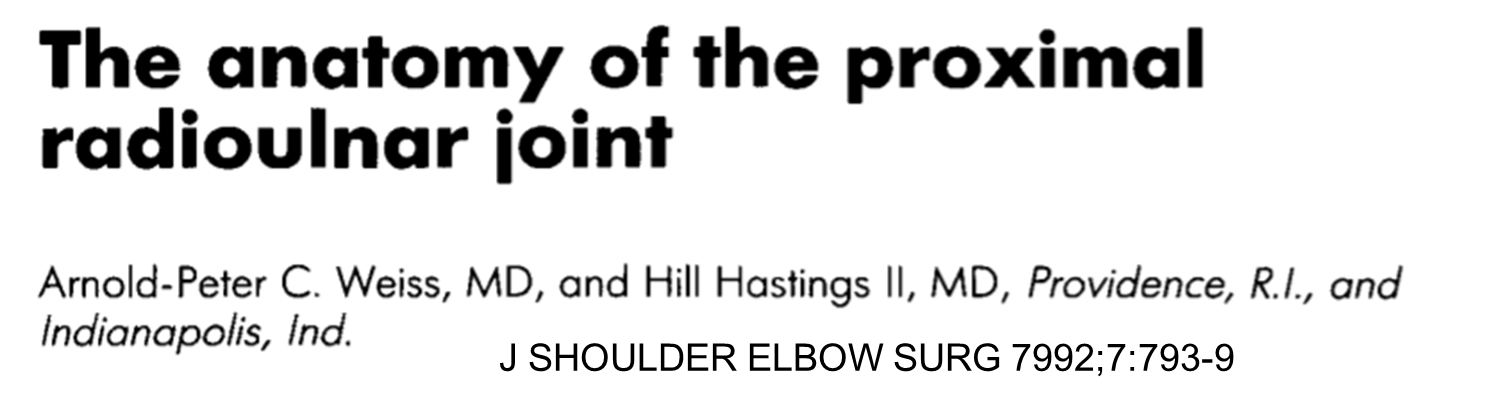 The anatomy of the proximal
radioulnar joint
Arnold-Peter C. Weiss, MD, and Hill Hastings II, MD, Providence, R.I., and
Indianapolis, Ind.
J SHOULDER ELBOW SURG 7992;7:793-9